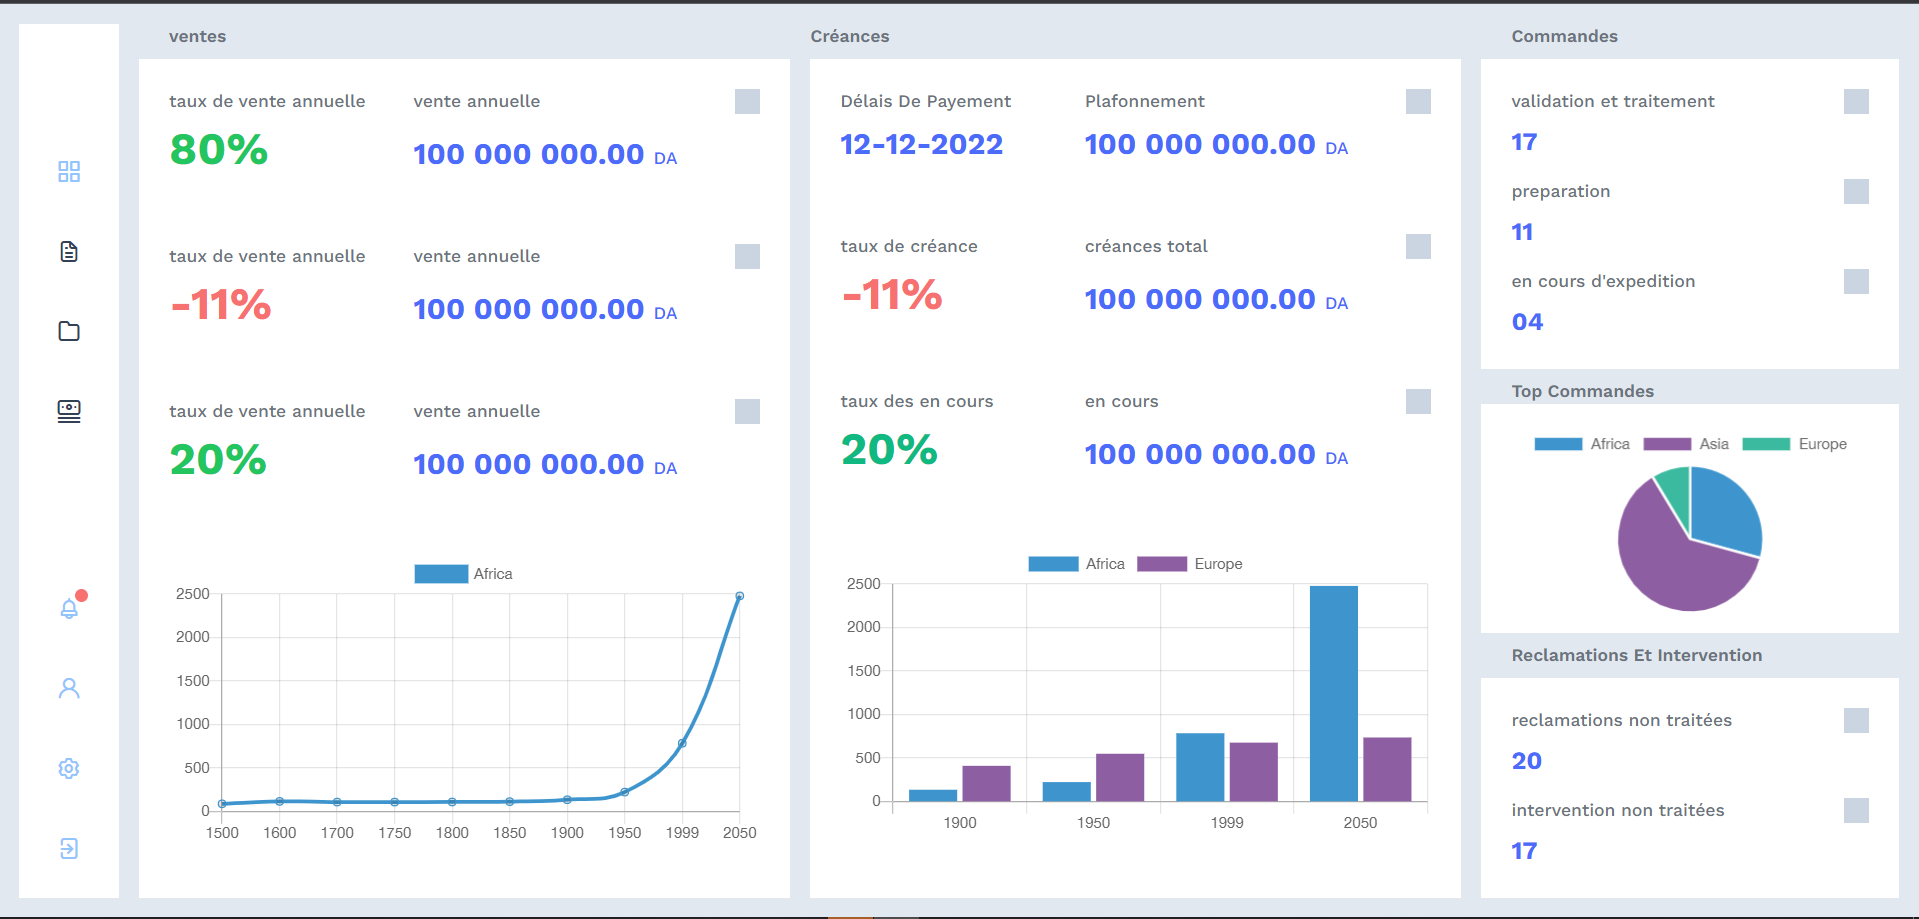 ventes
taux de vente annuelle
vente annuelle
80%
100 000 000.00 DA
taux de vente annuelle
vente annuelle
-11%
100 000 000.00 DA
taux de vente annuelle
vente annuelle
20%
100 000 000.00 DA
Africa
2500
2000
1500
1000
500
0
1500 1600 1700 1750 1800 1850 1900 1950 1999 2050
Créances
Délais De Payement
Plafonnement
12-12-2022
100 000 000.00 DA
taux de créance
créances total
-11%
100 000 000.00 DA
taux des en cours
en cours
20%
100 000 000.00 DA
Africa Europe
2500
2000
1500
1000
500
0
1900 1950 1999 2050
Commandes
validation et traitement
17
preparation
11
en cours d'expedition
04
Top Commandes
Africa Asia Europe
Reclamations Et Intervention
reclamations non traitées
20
intervention non traitées
17